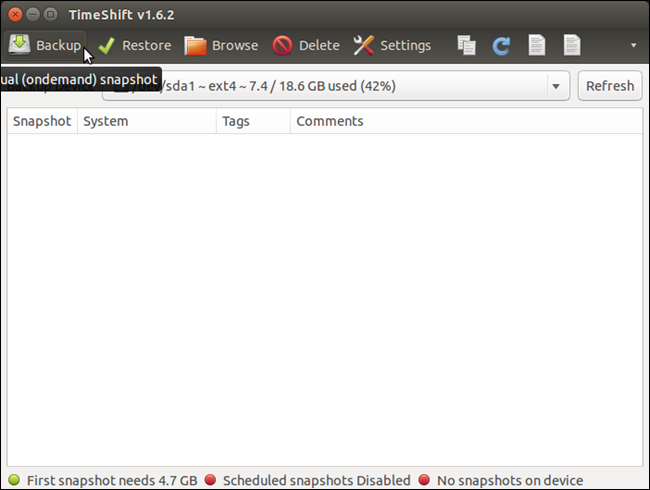 TimeShift v1.6.2
Backup Restore Browse Delete Settings
ual (ondemand) snapshot
/dev/sda1 ~ ext4 ~ 7.4 / 18.6 GB used (42%) Refresh
Snapshot System Tags Comments
First snapshot needs 4.7 GB Scheduled snapshots Disabled No snapshots on device